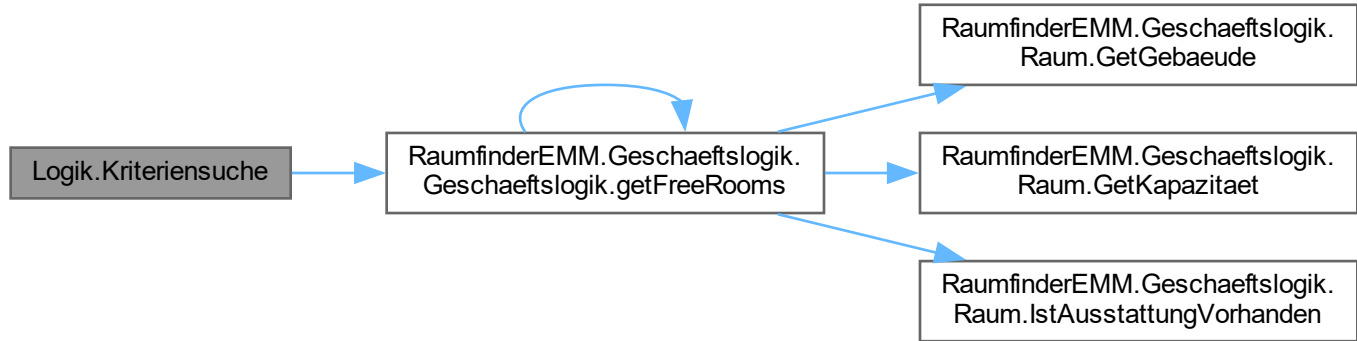 Logik.Kriteriensuche
RaumfinderEMM.Geschaeftslogik.
Geschaeftslogik.getFreeRooms
RaumfinderEMM.Geschaeftslogik.
Raum.GetGebaeude
RaumfinderEMM.Geschaeftslogik.
Raum.GetKapazitaet
RaumfinderEMM.Geschaeftslogik.
Raum.IstAusstattungVorhanden